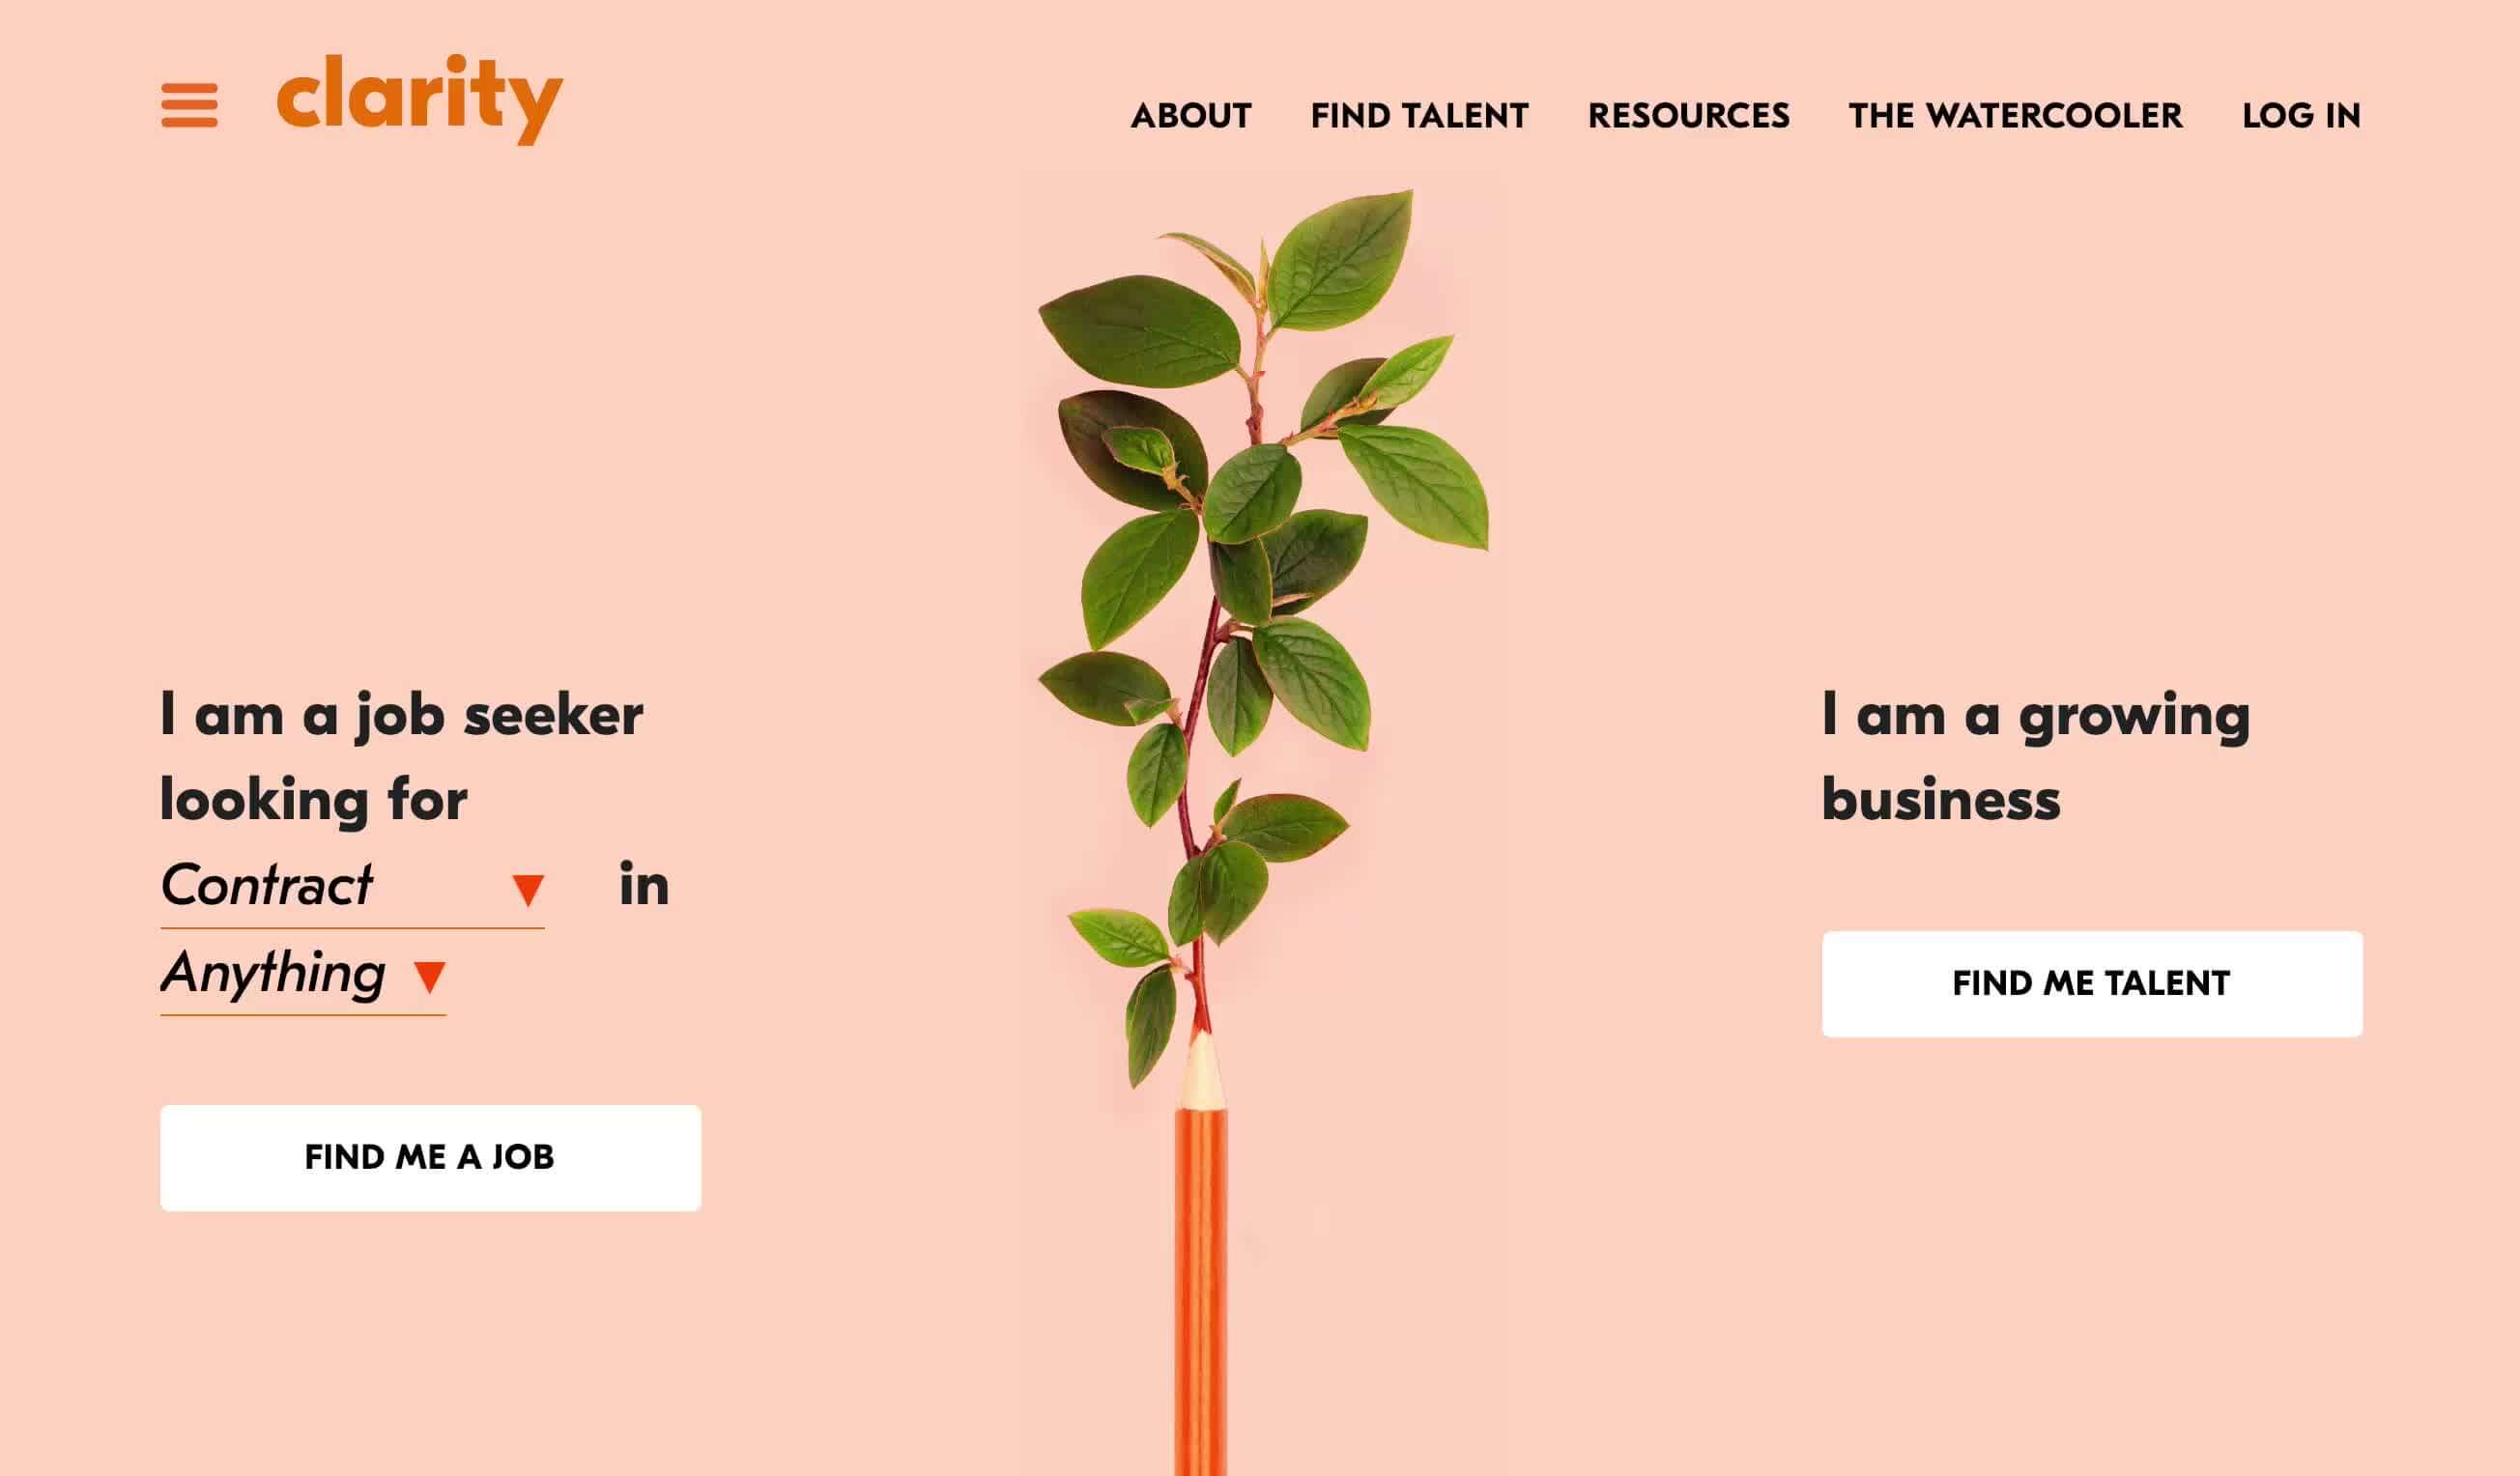 clarity
ABOUT FIND TALENT RESOURCES THE WATERCOOLER LOG IN
I am a job seeker
looking for
Contract in
Anything
FIND ME A JOB
I am a growing
business
FIND ME TALENT